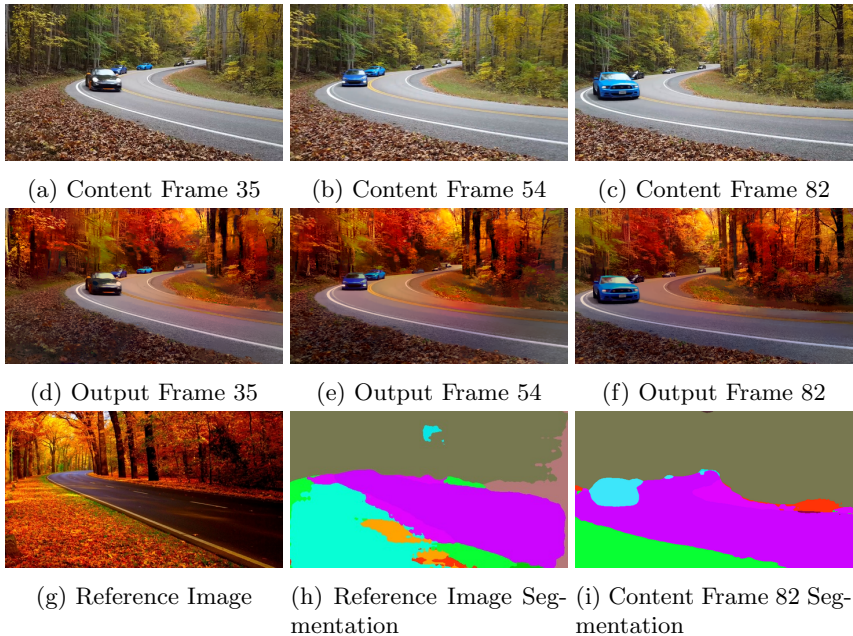 (a) Content Frame 35
(b) Content Frame 54
(c) Content Frame 82
(d) Output Frame 35
(e) Output Frame 54
(f) Output Frame 82
(g) Reference Image
(h) Reference Image Seg-
mentation
(i) Content Frame 82 Seg-
mentation